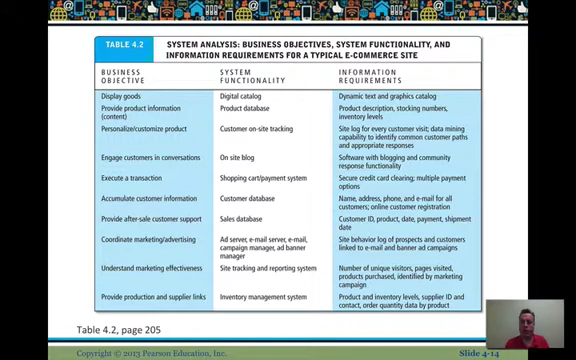 TABLE 4.2
SYSTEM ANALYSIS: BUSINESS OBJECTIVES, SYSTEM FUNCTIONALITY, AND
INFORMATION REQUIREMENTS FOR A TYPICAL E-COMMERCE SITE
BUSINESS
OBJECTIVE
SYSTEM
FUNCTIONALITY
INFORMATION
REQUIREMENTS
Display goods
Digital catalog
Dynamic text and graphics catalog
Provide product information
(content)
Product database
Product description, stocking numbers,
inventory levels
Personalize/customize product
Customer on-site tracking
Site log for every customer visit; data mining
capability to identify common customer paths
and appropriate responses
Engage customers in conversations
On site blog
Software with blogging and community
response functionality
Execute a transaction
Shopping cart/payment system
Secure credit card clearing; multiple payment
options
Accumulate customer information
Customer database
Name, address, phone, and e-mail for all
customers; online customer registration
Provide after-sale customer support
Sales database
Customer ID, product, date, payment, shipment
date
Coordinate marketing/advertising
Ad server, e-mail server, e-mail,
campaign manager, ad banner
manager
Site behavior log of prospects and customers
linked to e-mail and banner ad campaigns
Understand marketing effectiveness
Site tracking and reporting system
Number of unique visitors, pages visited,
products purchased, identified by marketing
campaign
Provide production and supplier links
Inventory management system
Product and inventory levels, supplier ID and
contact, order quantity data by product
Table 4.2, page 205
Copyright © 2013 Pearson Education, Inc.
Slide 4-14